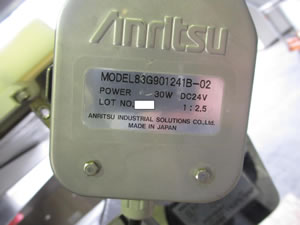 Anritsu
MODEL83G901241B-02
POWER 30W DC24V
LOT NO. 1:2.5
ANRITSU INDUSTRIAL SOLUTIONS CO.,Ltd.
MADE IN JAPAN